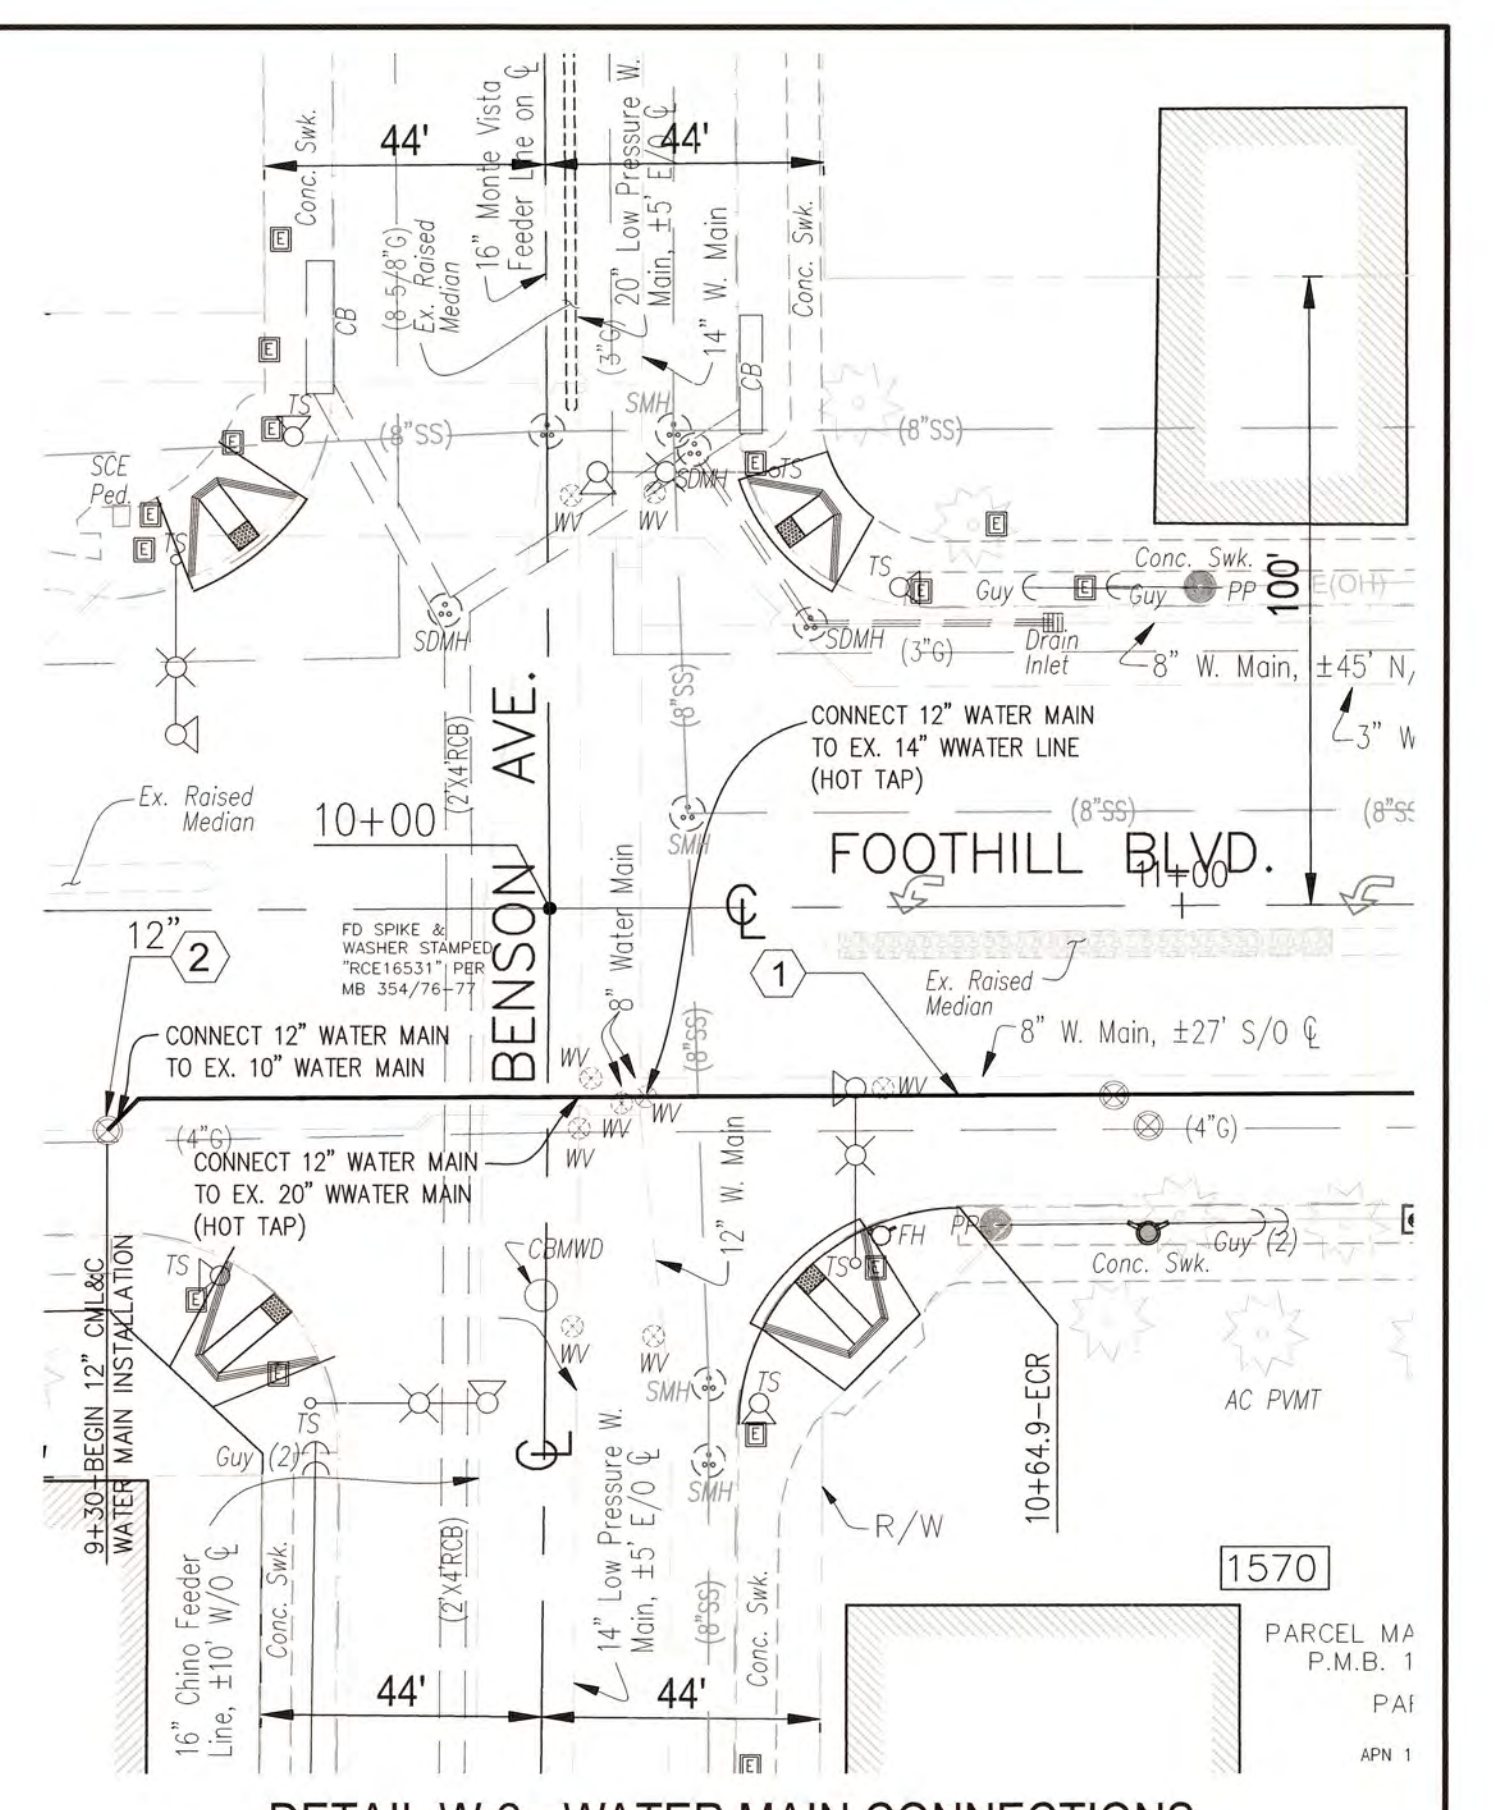 44'
44'
Conc. Swk.
16" Monte Vista
Feeder Line on ℄
20" Low Pressure W.
Main, ±5' E/O ℄
14" W. Main
Conc. Swk.
(8 5/8"G)
Ex. Raised
Median
(3"G)
E
CB
CB
E
TS
E
E
(8"SS)
SMH
(8"SS)
SCE
Ped.
E
E
TS
WV
WV
SDMH
E
TS
E
Conc. Swk.
TS
E
Guy
E
Guy
PP
E(OH)
100'
SDMH
SDMH
(3"G)
Drain
Inlet
8" W. Main, ±45' N/
3" W
(8"SS)
(2'X4'RCB)
BENSON AVE.
CONNECT 12" WATER MAIN
TO EX. 14" WWATER LINE
(HOT TAP)
Ex. Raised
Median
10+00
(8"SS)
(8"SS
SMH
FOOTHILL BLVD.
11+00
8" Water Main
℄
12"
2
FD SPIKE &
WASHER STAMPED
"RCE16531" PER
MB 354/76-77
1
Ex. Raised
Median
8" W. Main, ±27' S/O ℄
CONNECT 12" WATER MAIN
TO EX. 10" WATER MAIN
(8"SS)
WV
WV
WV
WV
WV
(4"G)
(4"G)
CONNECT 12" WATER MAIN
TO EX. 20" WWATER MAIN
(HOT TAP)
12" W. Main
9+30-BEGIN 12" CML&C
WATER MAIN INSTALLATION
TS
E
CBMWD
FH
TS
E
PP
Guy (2)
Conc. Swk.
WV
WV
E
TS
SMH
TS
E
AC PVMT
10+64.9-ECR
Guy (2)
℄
SMH
R/W
16" Chino Feeder
Line, ±10' W/O ℄
Conc. Swk.
(2'X4'RCB)
14" Low Pressure W.
Main, ±5' E/O ℄
(8"SS)
Conc. Swk.
1570
PARCEL MA
P.M.B. 1
PAR
APN 1
44'
44'
E
DETAIL W-2 - WATER MAIN CONNECTIONS